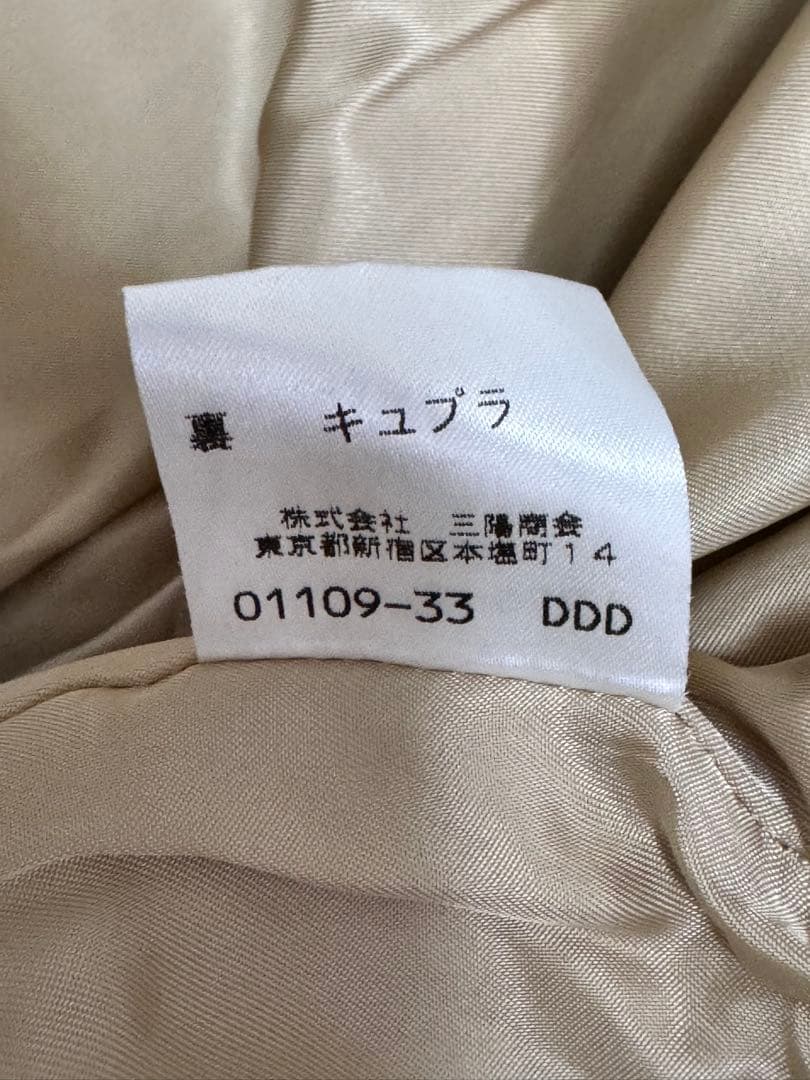 裏　キュプラ
株式会社　三陽商会
東京都新宿区本塩町14
01109-33　DDD